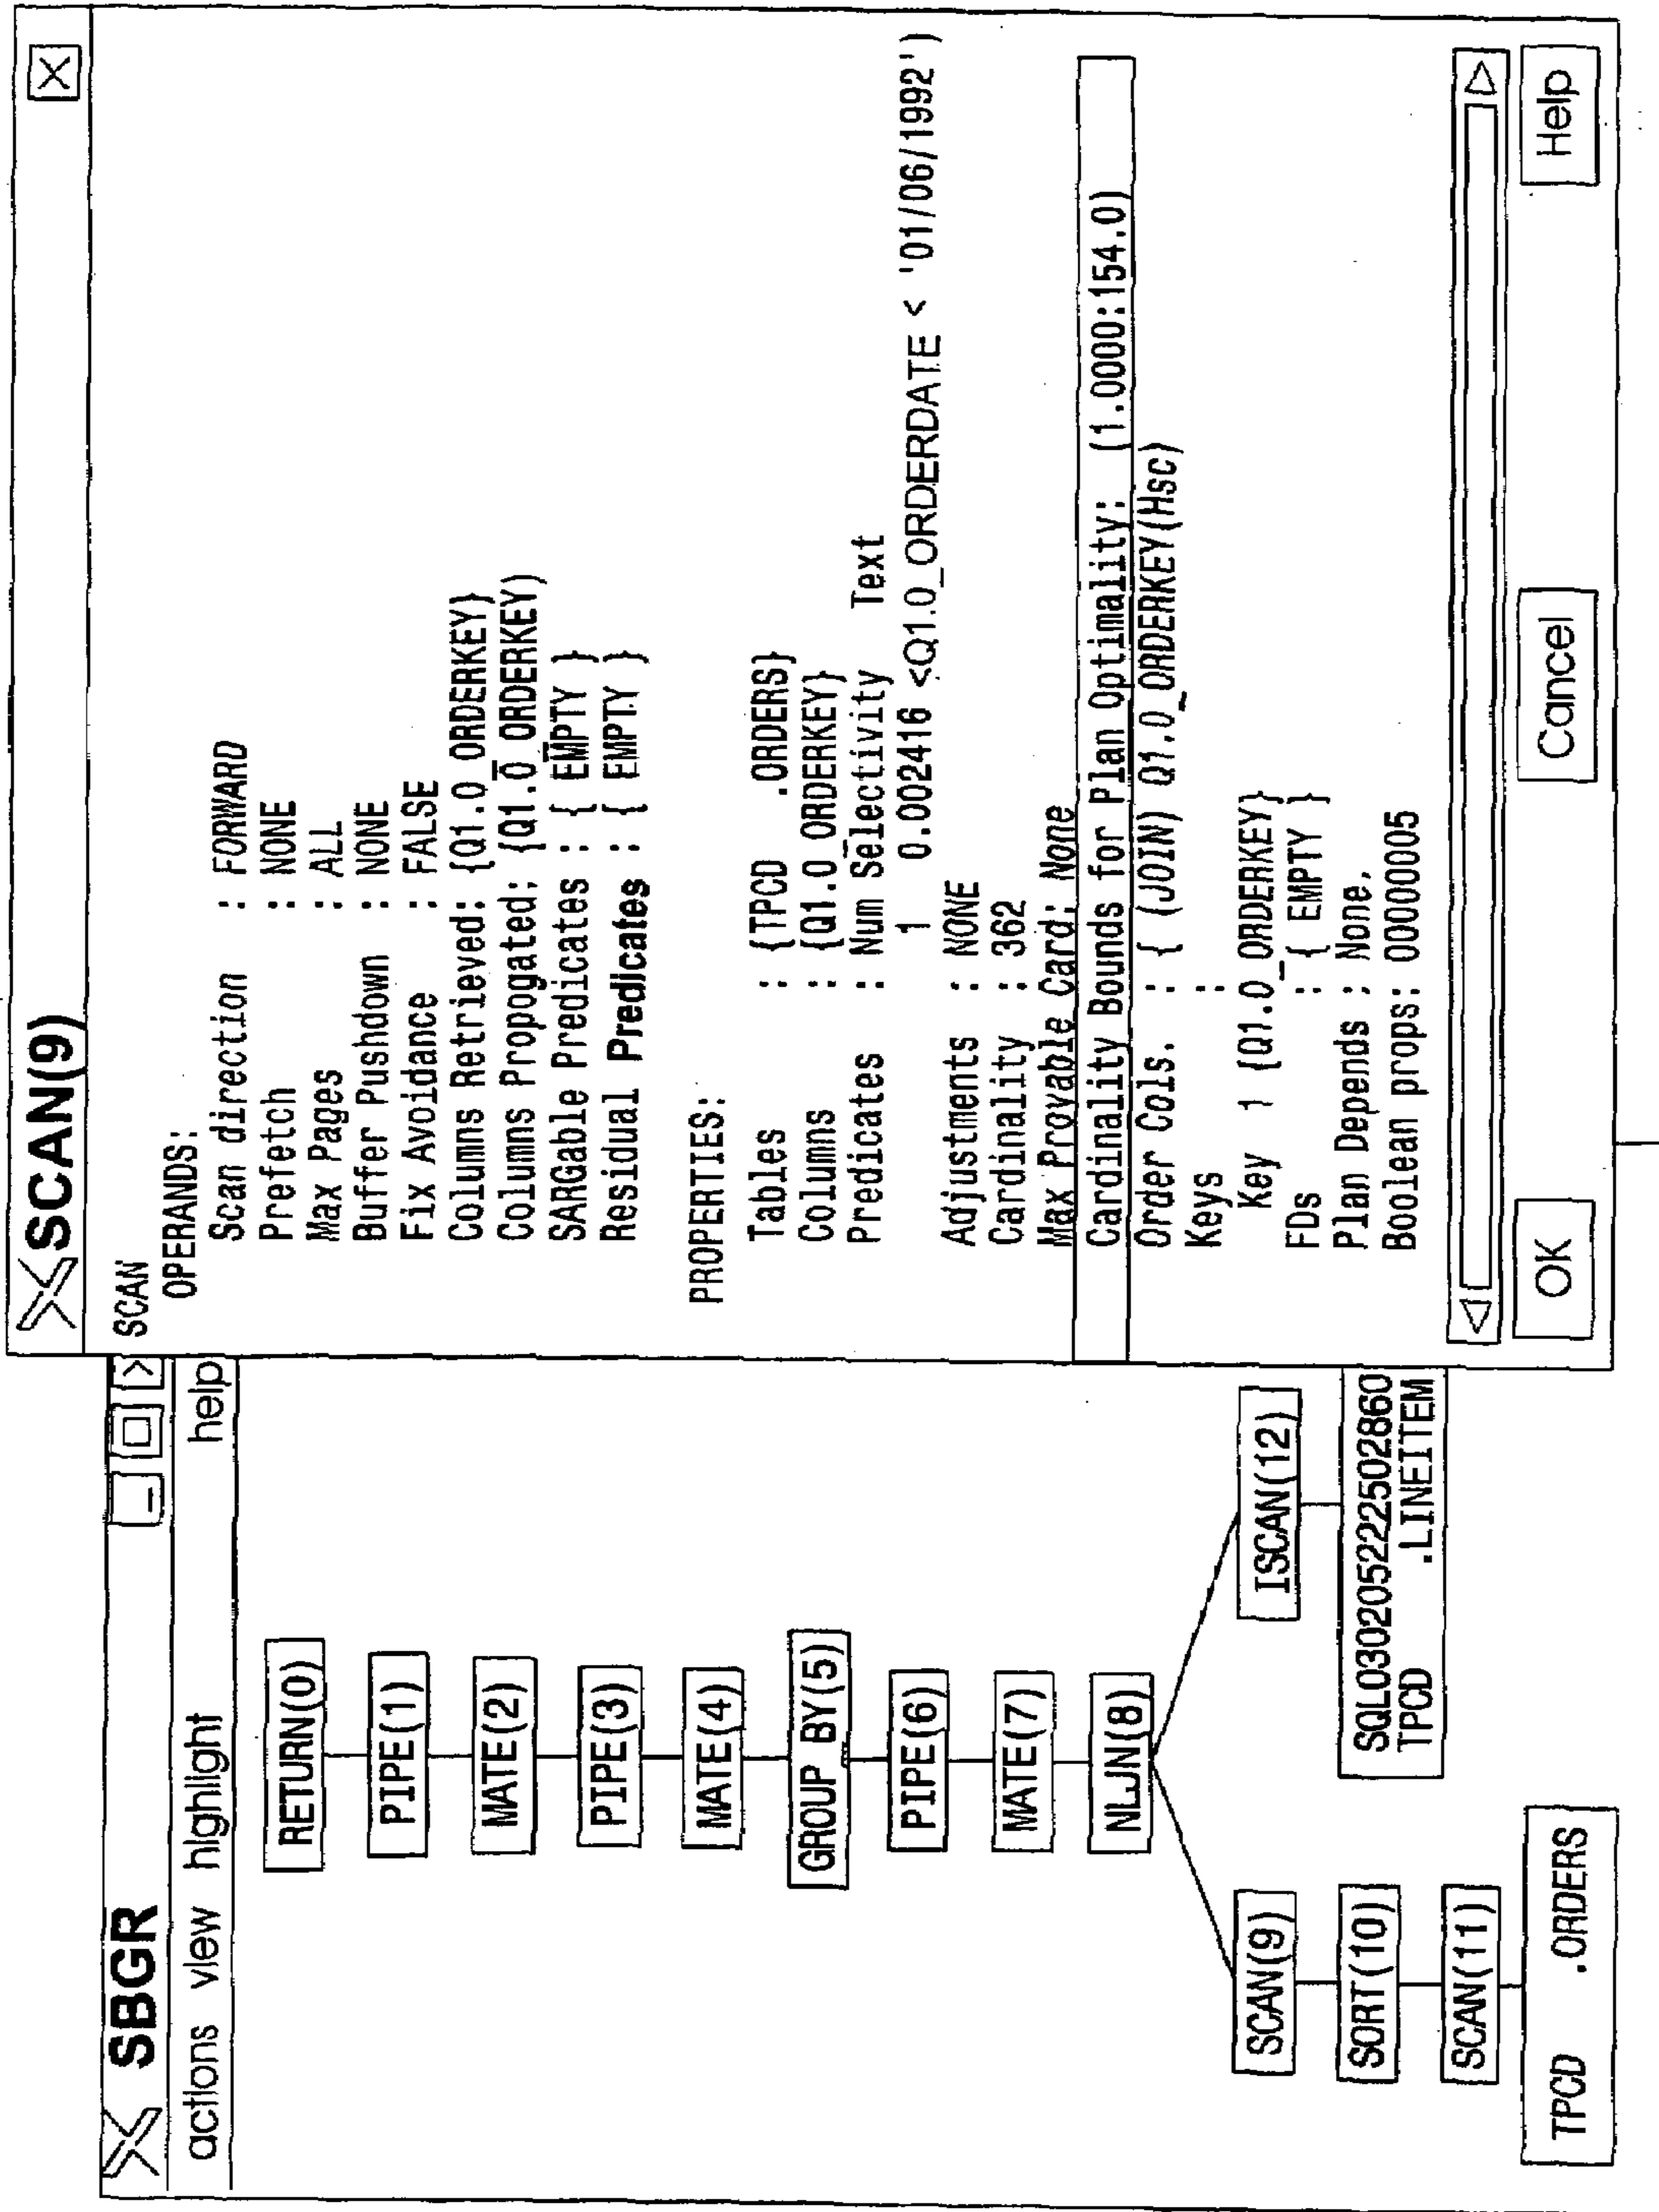 SBGR
actions view highlight help
RETURN(0)
PIPE(1)
MATE(2)
PIPE(3)
MATE(4)
GROUP BY(5)
PIPE(6)
MATE(7)
NLJN(8)
SCAN(9)
ISCAN(12)
SORT(10)
SQL030205222502860
TPCD .LINEITEM
SCAN(11)
TPCD .ORDERS
SCAN(9)
SCAN
OPERANDS:
Scan direction : FORWARD
Prefetch : NONE
Max Pages : ALL
Buffer Pushdown : NONE
Fix Avoidance : FALSE
Columns Retrieved: {Q1.0_ORDERKEY}
Columns Propogated: {Q1.0_ORDERKEY)
SARGable Predicates : { EMPTY }
Residual Predicates : { EMPTY }
PROPERTIES:
Tables : {TPCD .ORDERS}
Columns : {Q1.0_ORDERKEY}
Predicates : Num Selectivity Text
1 0.002416 <Q1.0_ORDERDATE < '01/06/1992')
Adjustments : NONE
Cardinality : 362
Max Provable Card: None
Cardinality Bounds for Plan Optimality: (1.0000:154.0)
Order Cols. : { (JOIN) Q1.0_ORDERKEY(Hsc)
Keys :
Key 1 {Q1.0_ORDERKEY}
FDs : { EMPTY }
Plan Depends : None.
Boolean props: 00000005
OK Cancel Help